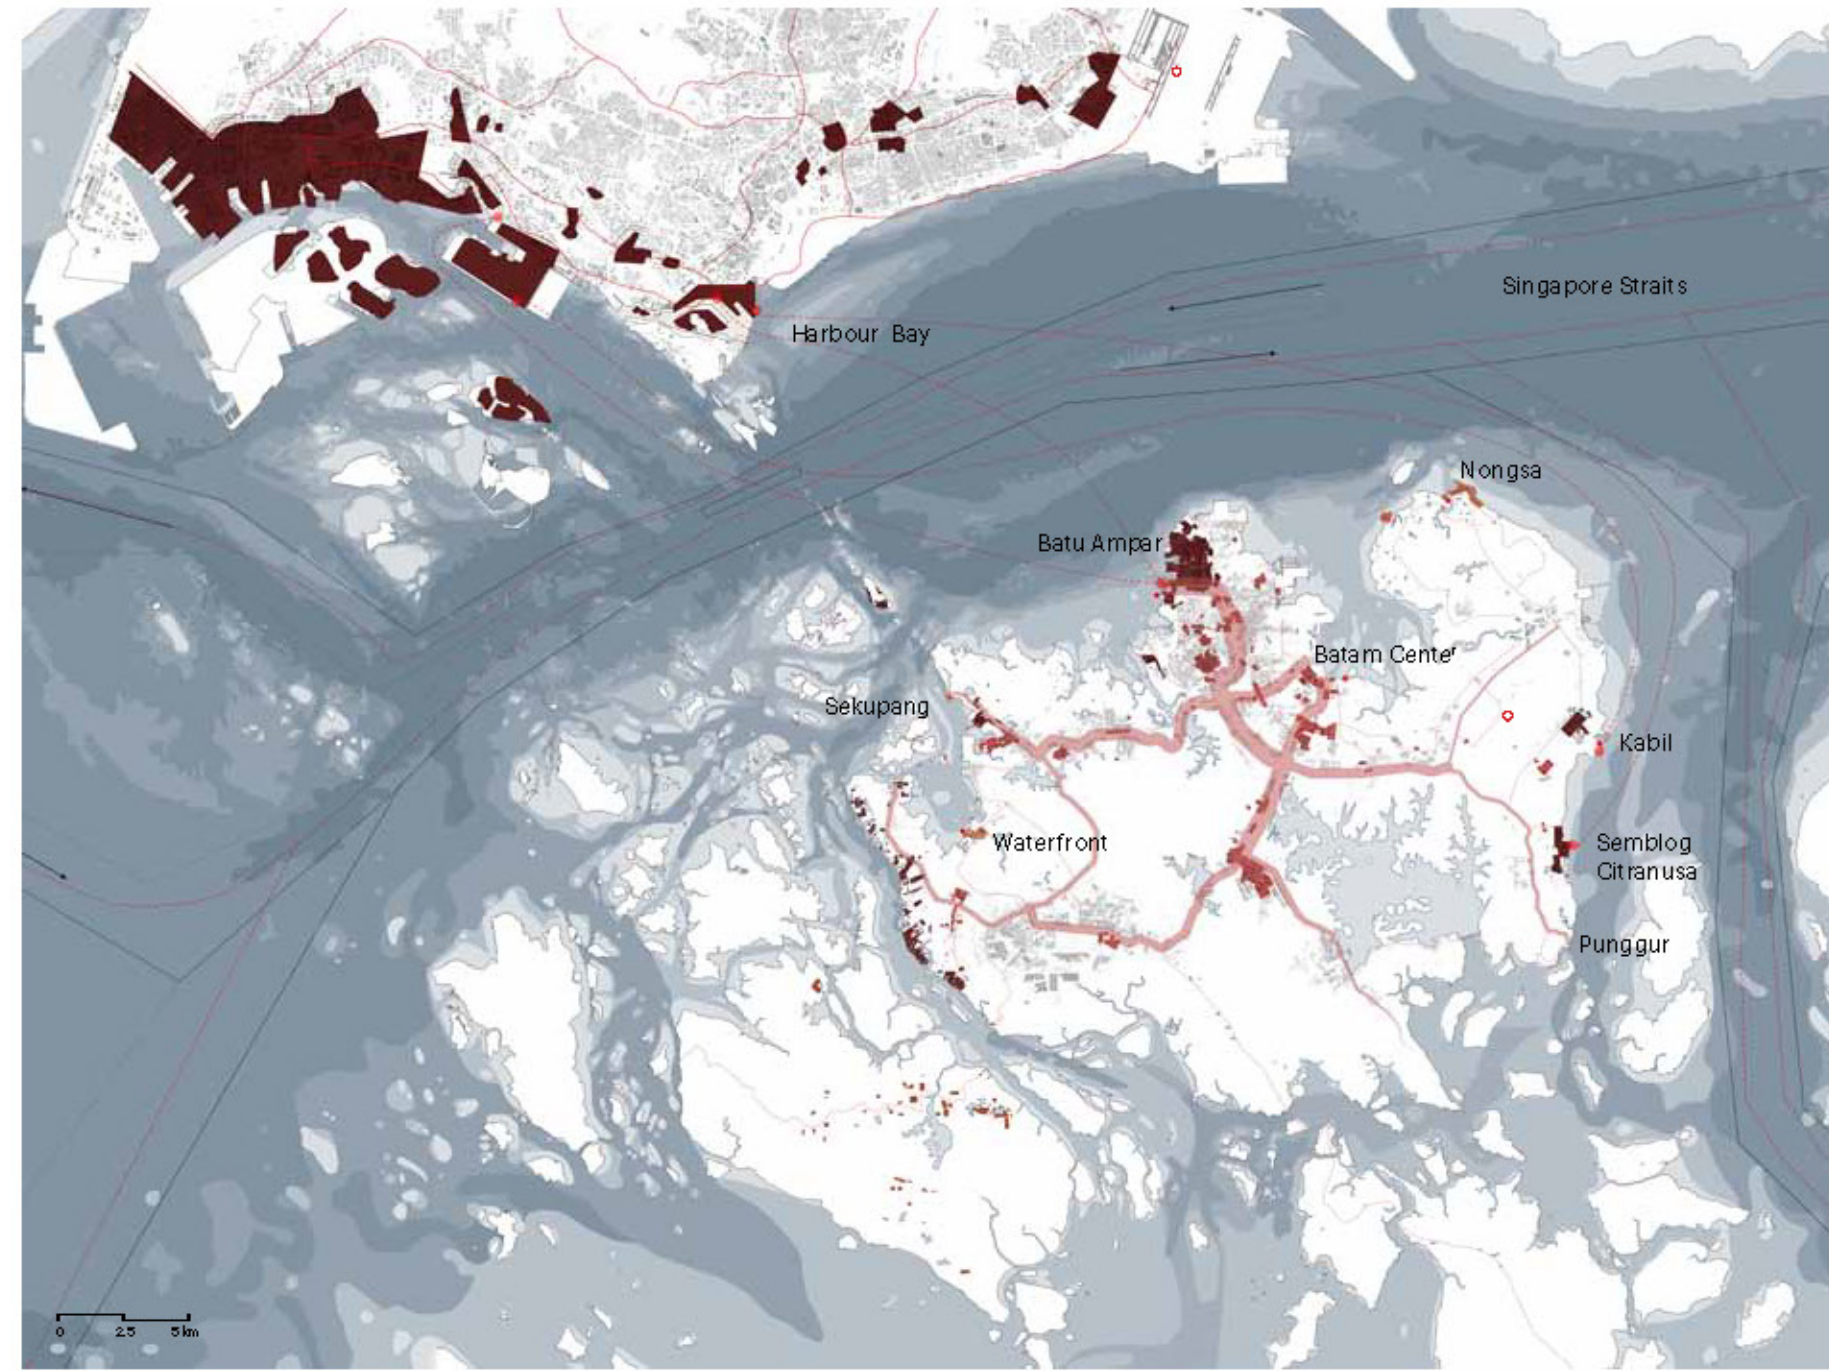 Singapore Straits
Harbour Bay
Nongsa
Batu Ampar
Batam Center
Sekupang
Kabil
Waterfront
Semblog
Citranusa
Punggur
0 2.5 5 km